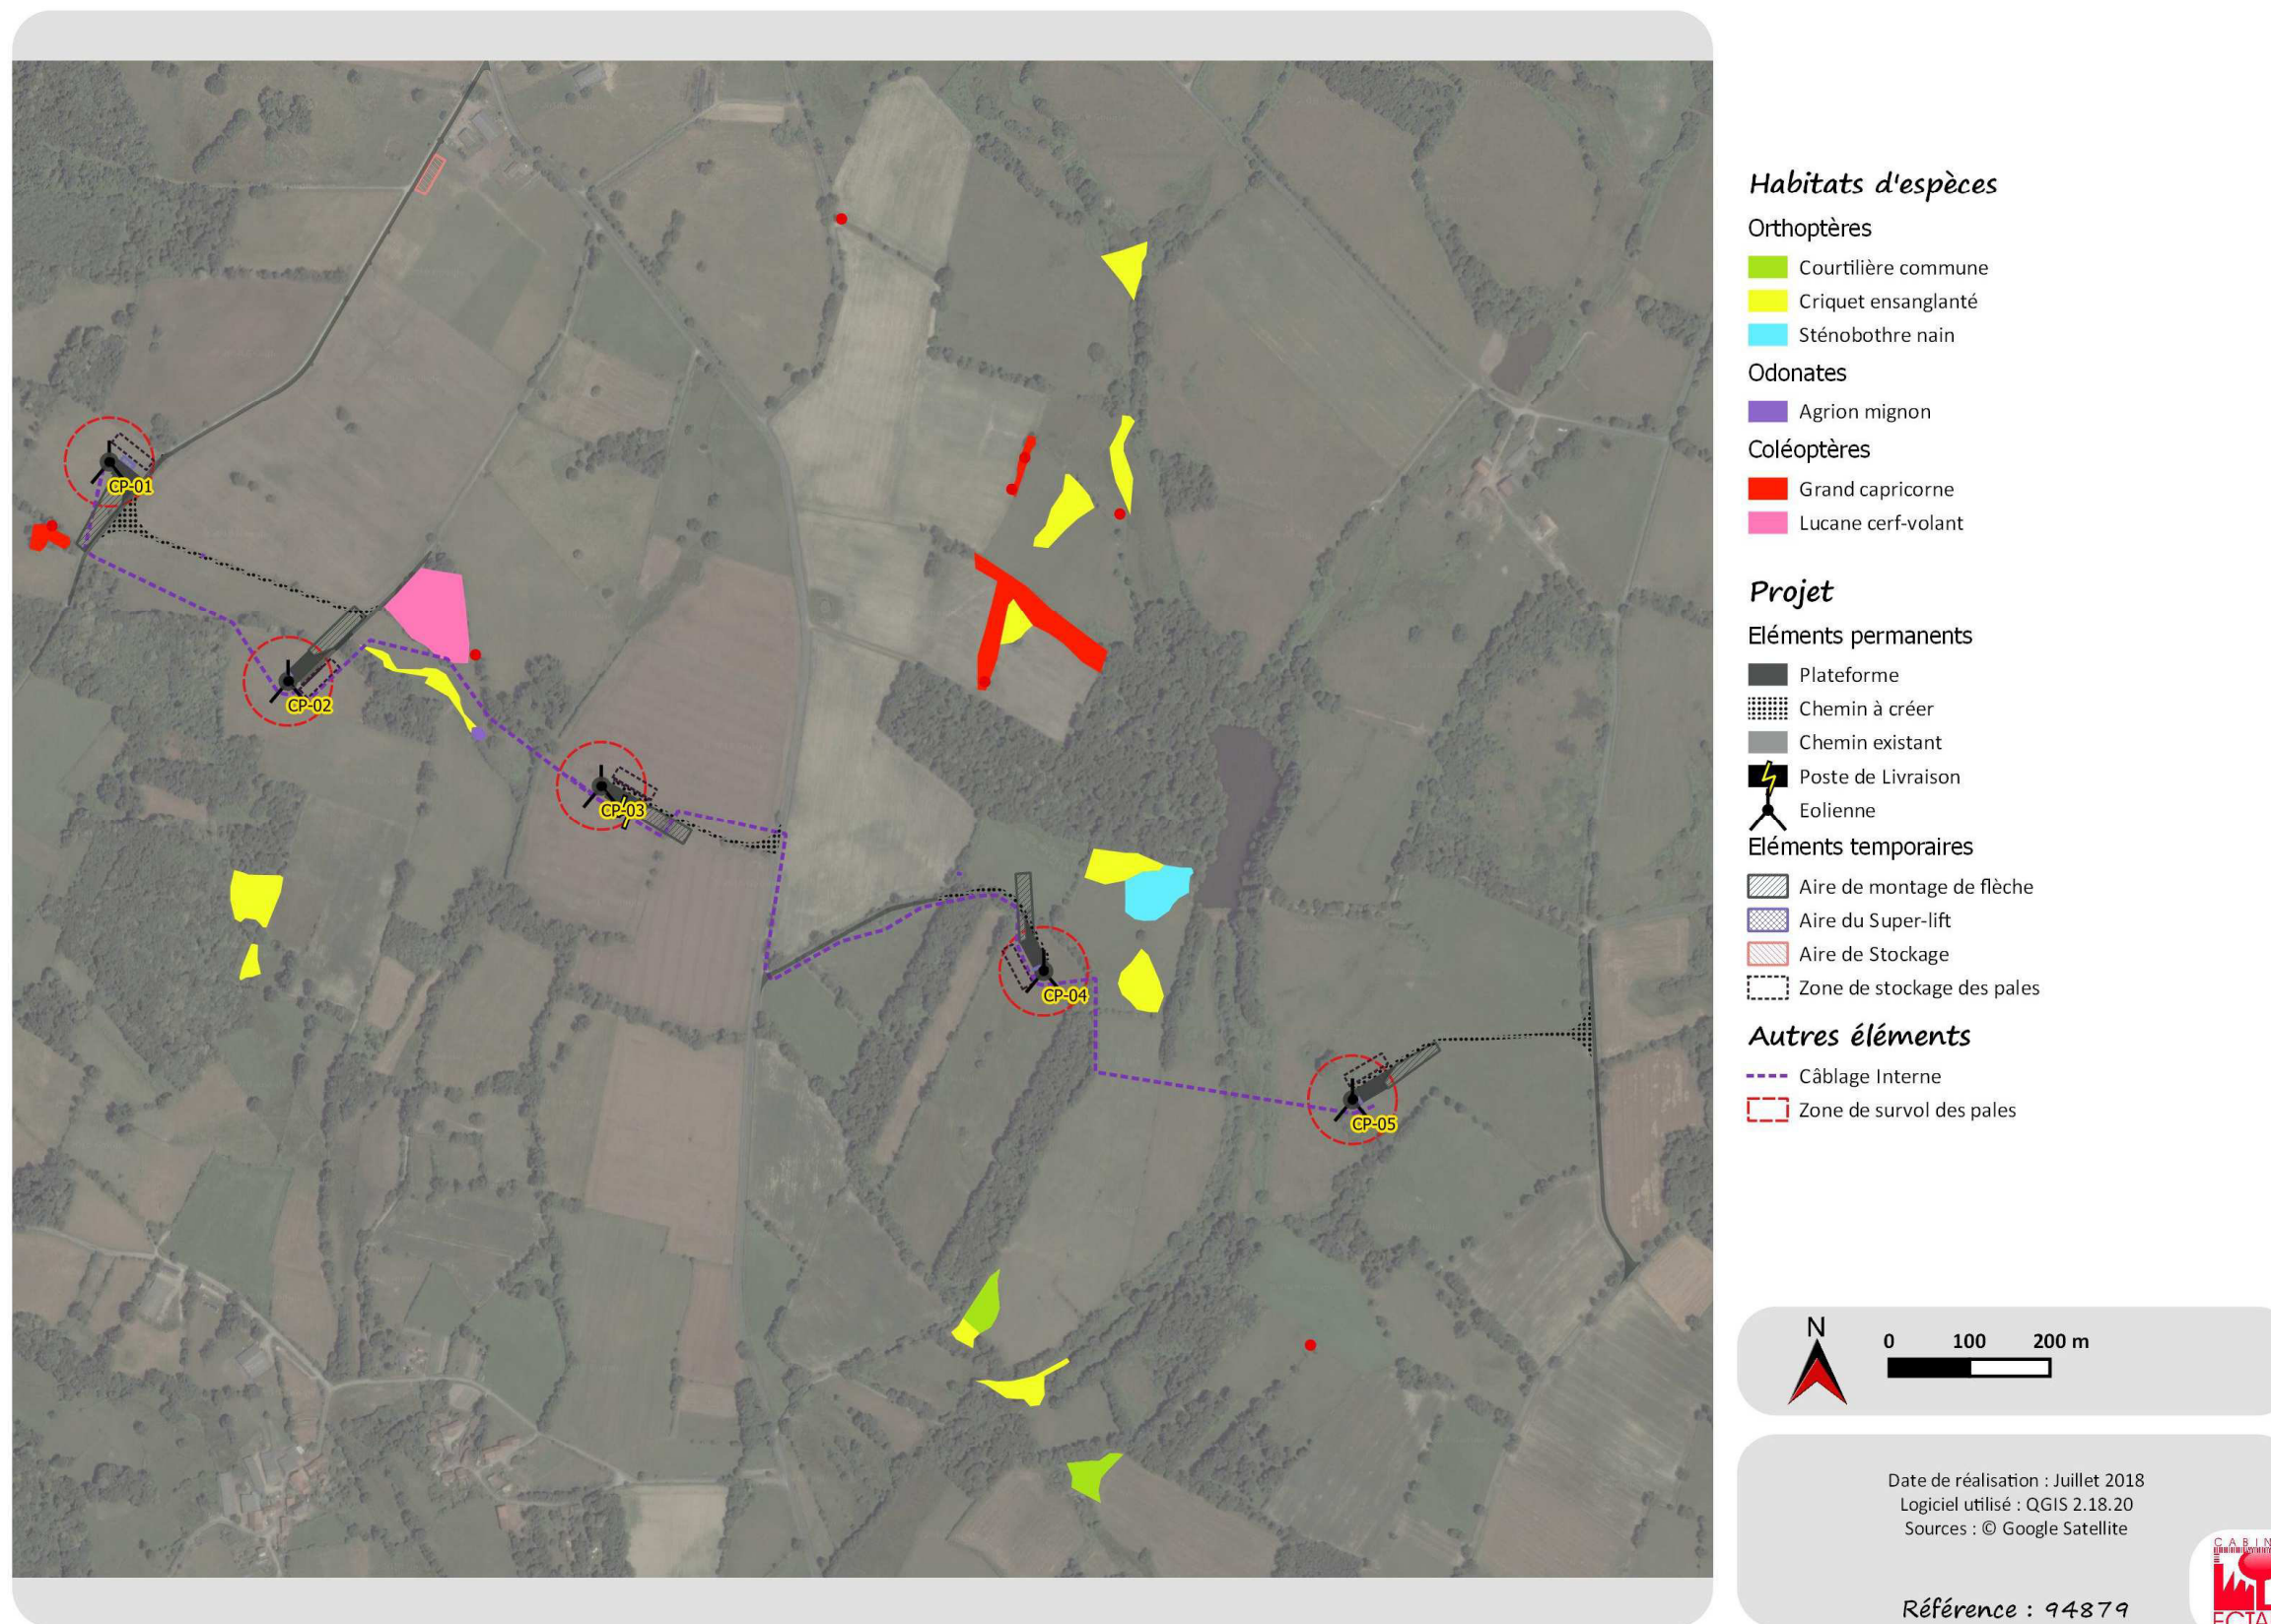 CP-01
CP-02
CP-03
CP-04
CP-05
Habitats d'espèces
Orthoptères
Courtilière commune
Criquet ensanglanté
Sténobothre nain
Odonates
Agrion mignon
Coléoptères
Grand capricorne
Lucane cerf-volant
Projet
Eléments permanents
Plateforme
Chemin à créer
Chemin existant
Poste de Livraison
Eolienne
Eléments temporaires
Aire de montage de flèche
Aire du Super-lift
Aire de Stockage
Zone de stockage des pales
Autres éléments
Câblage Interne
Zone de survol des pales
N
0 100 200 m
Date de réalisation : Juillet 2018
Logiciel utilisé : QGIS 2.18.20
Sources : © Google Satellite
Référence : 94879